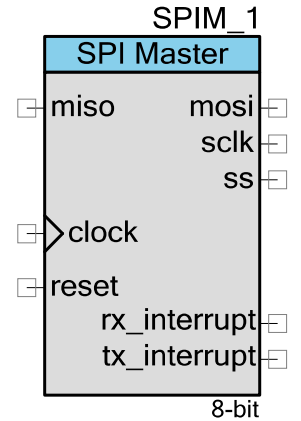 SPIM_1
SPI Master
miso mosi
sclk
ss
clock
reset
rx_interrupt
tx_interrupt
8-bit